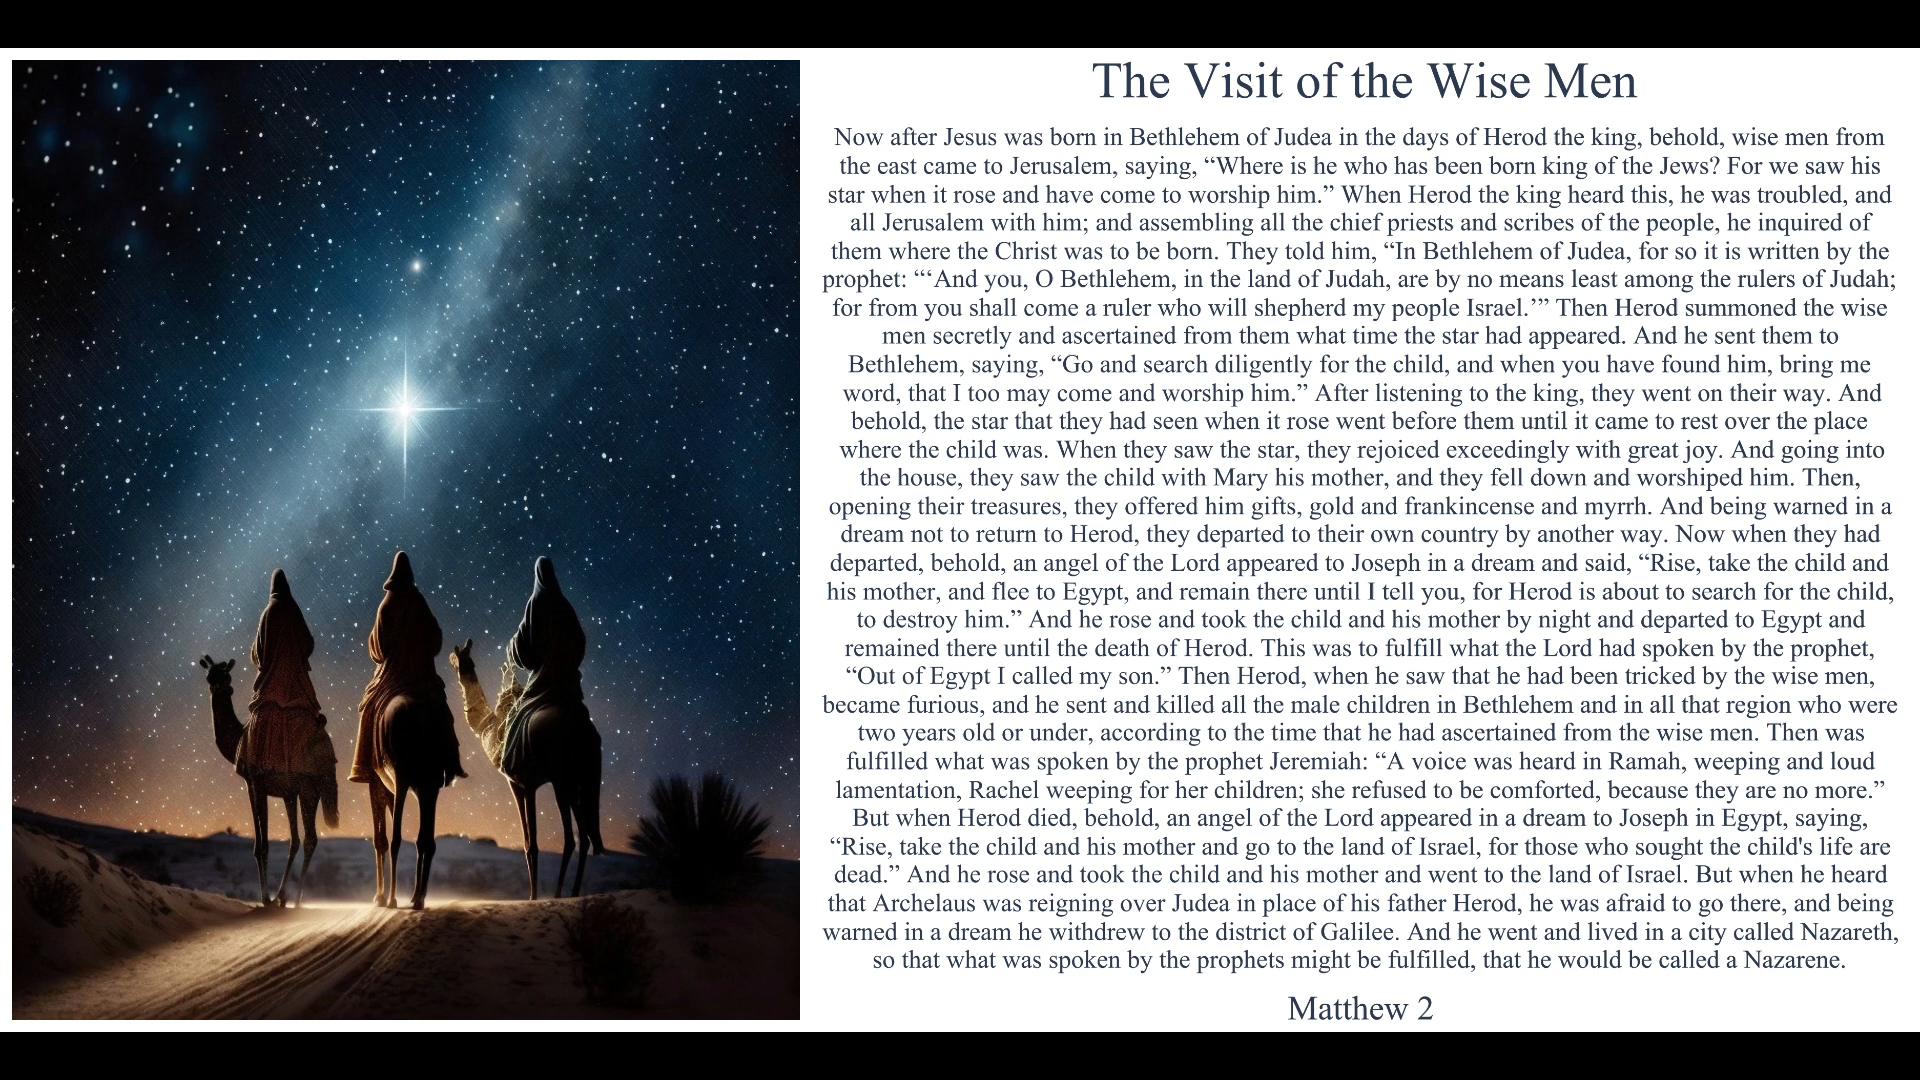 The Visit of the Wise Men
Now after Jesus was born in Bethlehem of Judea in the days of Herod the king, behold, wise men from
the east came to Jerusalem, saying, “Where is he who has been born king of the Jews? For we saw his
star when it rose and have come to worship him.” When Herod the king heard this, he was troubled, and
all Jerusalem with him; and assembling all the chief priests and scribes of the people, he inquired of
them where the Christ was to be born. They told him, “In Bethlehem of Judea, for so it is written by the
prophet: “‘And you, O Bethlehem, in the land of Judah, are by no means least among the rulers of Judah;
for from you shall come a ruler who will shepherd my people Israel.’” Then Herod summoned the wise
men secretly and ascertained from them what time the star had appeared. And he sent them to
Bethlehem, saying, “Go and search diligently for the child, and when you have found him, bring me
word, that I too may come and worship him.” After listening to the king, they went on their way. And
behold, the star that they had seen when it rose went before them until it came to rest over the place
where the child was. When they saw the star, they rejoiced exceedingly with great joy. And going into
the house, they saw the child with Mary his mother, and they fell down and worshiped him. Then,
opening their treasures, they offered him gifts, gold and frankincense and myrrh. And being warned in a
dream not to return to Herod, they departed to their own country by another way. Now when they had
departed, behold, an angel of the Lord appeared to Joseph in a dream and said, “Rise, take the child and
his mother, and flee to Egypt, and remain there until I tell you, for Herod is about to search for the child,
to destroy him.” And he rose and took the child and his mother by night and departed to Egypt and
remained there until the death of Herod. This was to fulfill what the Lord had spoken by the prophet,
“Out of Egypt I called my son.” Then Herod, when he saw that he had been tricked by the wise men,
became furious, and he sent and killed all the male children in Bethlehem and in all that region who were
two years old or under, according to the time that he had ascertained from the wise men. Then was
fulfilled what was spoken by the prophet Jeremiah: “A voice was heard in Ramah, weeping and loud
lamentation, Rachel weeping for her children; she refused to be comforted, because they are no more.”
But when Herod died, behold, an angel of the Lord appeared in a dream to Joseph in Egypt, saying,
“Rise, take the child and his mother and go to the land of Israel, for those who sought the child's life are
dead.” And he rose and took the child and his mother and went to the land of Israel. But when he heard
that Archelaus was reigning over Judea in place of his father Herod, he was afraid to go there, and being
warned in a dream he withdrew to the district of Galilee. And he went and lived in a city called Nazareth,
so that what was spoken by the prophets might be fulfilled, that he would be called a Nazarene.
Matthew 2